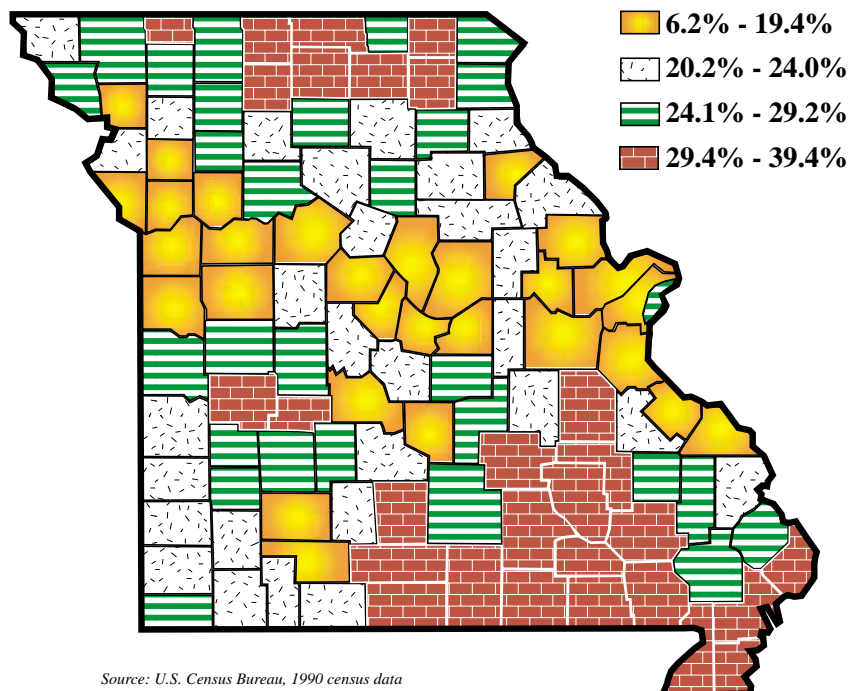 6.2% - 19.4%
20.2% - 24.0%
24.1% - 29.2%
29.4% - 39.4%
Source: U.S. Census Bureau, 1990 census data